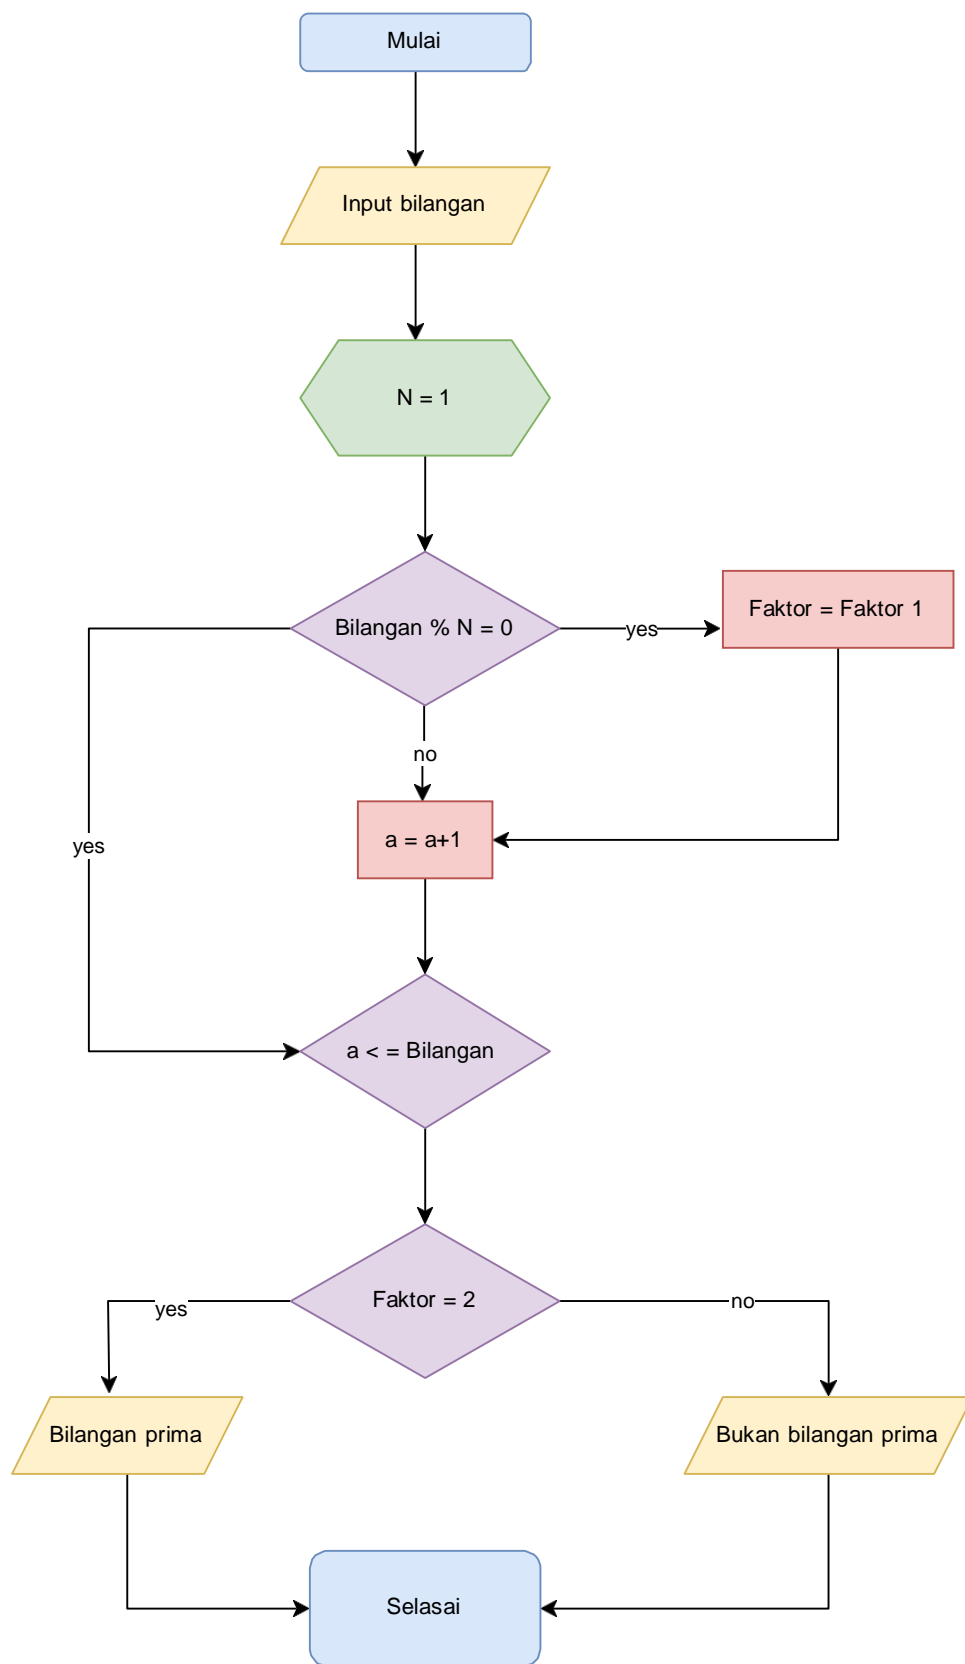 Mulai
Input bilangan
N = 1
Bilangan % N = 0
yes
Faktor = Faktor 1
no
a = a+1
yes
a < = Bilangan
Faktor = 2
yes
no
Bilangan prima
Bukan bilangan prima
Selasai